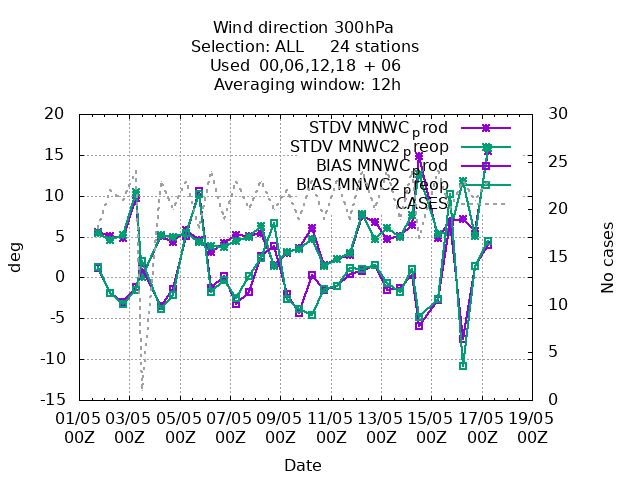 Wind direction 300hPa
Selection: ALL 24 stations
Used 00,06,12,18 + 06
Averaging window: 12h
STDV MNWC_prod
STDV MNWC2_preop
BIAS MNWC_prod
BIAS MNWC2_preop
CASES
20
15
10
5
0
-5
-10
-15
deg
30
25
20
15
10
5
0
No cases
01/05 03/05 05/05 07/05 09/05 11/05 13/05 15/05 17/05 19/05
00Z 00Z 00Z 00Z 00Z 00Z 00Z 00Z 00Z 00Z
Date